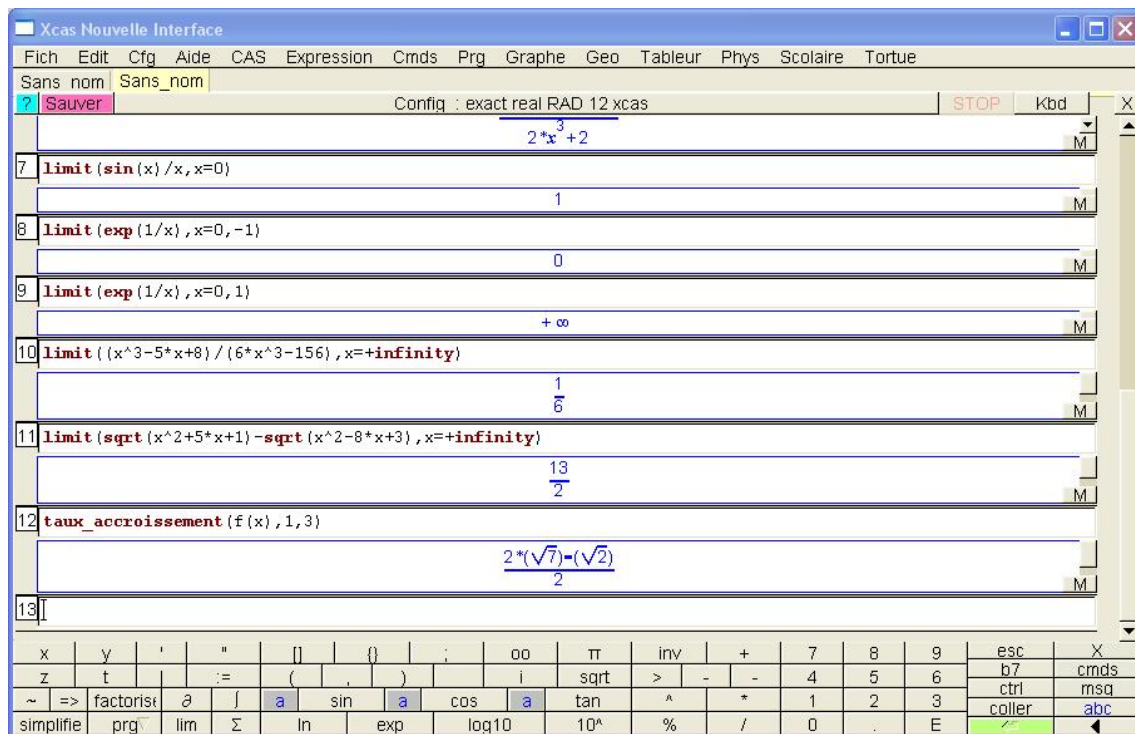 Xcas Nouvelle Interface
Fich Edit Cfg Aide CAS Expression Cmds Prg Graphe Geo Tableur Phys Scolaire Tortue
Sans_nom Sans_nom
? Sauver Config : exact real RAD 12 xcas STOP Kbd X
2*x^3+2
M
7 limit(sin(x)/x,x=0)
1
M
8 limit(exp(1/x),x=0,-1)
0
M
9 limit(exp(1/x),x=0,1)
+∞
M
10 limit((x^3-5*x+8)/(6*x^3-156),x=+infinity)
1
6
M
11 limit(sqrt(x^2+5*x+1)-sqrt(x^2-8*x+3),x=+infinity)
13
2
M
12 taux_accroissement(f(x),1,3)
2*(√7)-(√2)
2
M
13
x y ' " [] {} ; oo π inv + 7 8 9 esc X
z t | := ( , ) i sqrt > - - 4 5 6 b7 cmds
~ => factorise ∂ ∫ a sin a cos a tan ^ * 1 2 3 ctrl msg
coller abc
simplifie prg lim Σ ln exp log10 10^ % / 0 . E